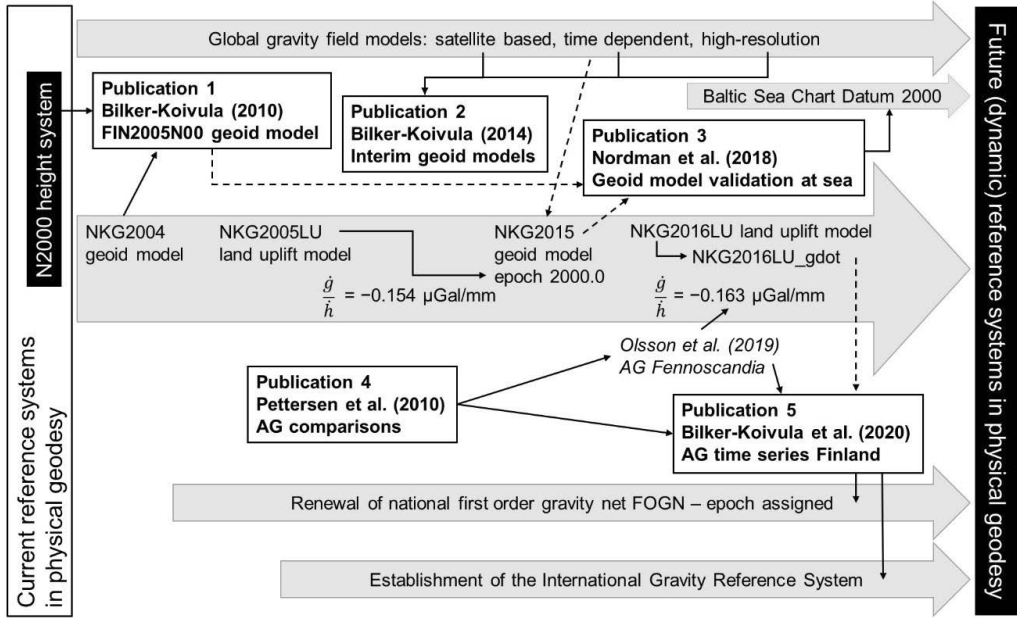 Current reference systems
in physical geodesy
N2000 height system
Global gravity field models: satellite based, time dependent, high-resolution
Publication 1
Bilker-Koivula (2010)
FIN2005N00 geoid model
Publication 2
Bilker-Koivula (2014)
Interim geoid models
Baltic Sea Chart Datum 2000
Publication 3
Nordman et al. (2018)
Geoid model validation at sea
NKG2004
geoid model
NKG2005LU
land uplift model
ġ/ḣ = −0.154 µGal/mm
NKG2015
geoid model
epoch 2000.0
NKG2016LU land uplift model
NKG2016LU_gdot
ġ/ḣ = −0.163 µGal/mm
Olsson et al. (2019)
AG Fennoscandia
Publication 4
Pettersen et al. (2010)
AG comparisons
Publication 5
Bilker-Koivula et al. (2020)
AG time series Finland
Renewal of national first order gravity net FOGN – epoch assigned
Establishment of the International Gravity Reference System
Future (dynamic) reference systems in physical geodesy